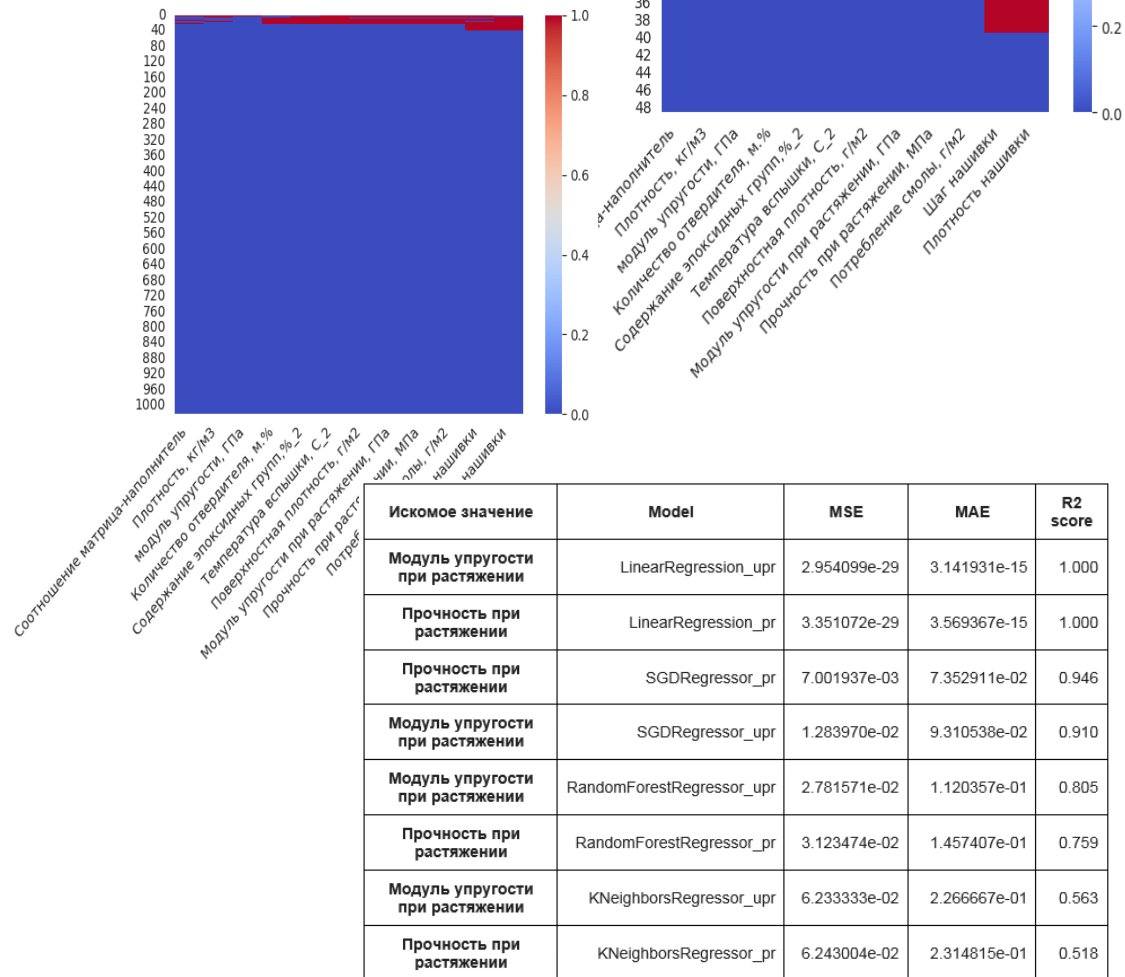 0
40
80
120
160
200
240
280
320
360
400
440
480
520
560
600
640
680
720
760
800
840
880
920
960
1000
1.0
0.8
0.6
0.4
0.2
0.0
Соотношение матрица-наполнитель
Плотность, кг/м3
модуль упругости, ГПа
Количество отвердителя, м.%
Содержание эпоксидных групп,%_2
Температура вспышки, С_2
Поверхностная плотность, г/м2
Модуль упругости при растяжении, ГПа
Прочность при
МПа
г/м2
нашивки
нашивки
36
38
40
42
44
46
48
0.2
0.0
Плотность, кг/м3
модуль упругости, ГПа
Количество отвердителя, м.%
Содержание эпоксидных групп,%_2
Температура вспышки, С_2
Поверхностная плотность, г/м2
Модуль упругости при растяжении, ГПа
Прочность при растяжении, МПа
Потребление смолы, г/м2
Шаг нашивки
Плотность нашивки
Искомое значение Model MSE MAE R2
score
Модуль упругости
при растяжении LinearRegression_upr 2.954099e-29 3.141931e-15 1.000
Прочность при
растяжении LinearRegression_pr 3.351072e-29 3.569367e-15 1.000
Прочность при
растяжении SGDRegressor_pr 7.001937e-03 7.352911e-02 0.946
Модуль упругости
при растяжении SGDRegressor_upr 1.283970e-02 9.310538e-02 0.910
Модуль упругости
при растяжении RandomForestRegressor_upr 2.781571e-02 1.120357e-01 0.805
Прочность при
растяжении RandomForestRegressor_pr 3.123474e-02 1.457407e-01 0.759
Модуль упругости
при растяжении KNeighborsRegressor_upr 6.233333e-02 2.266667e-01 0.563
Прочность при
растяжении KNeighborsRegressor_pr 6.243004e-02 2.314815e-01 0.518